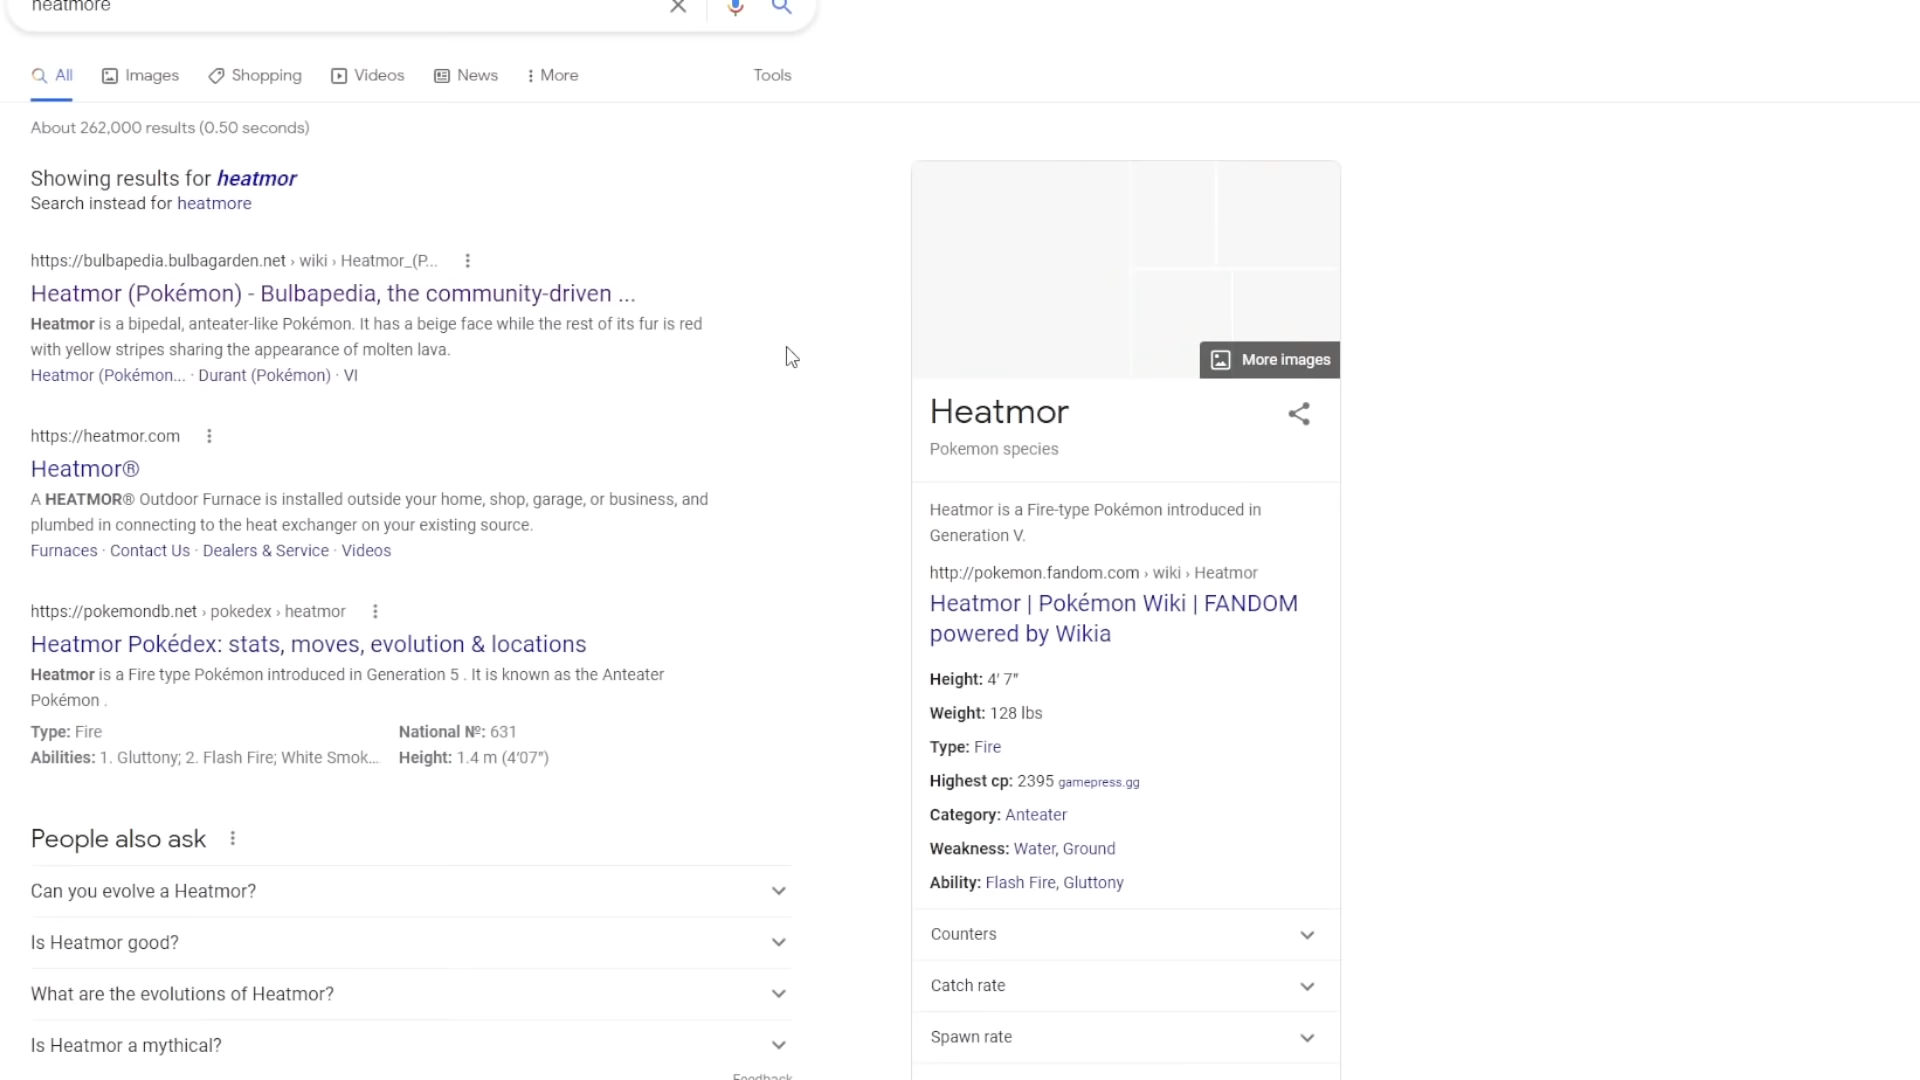 heatmore
All
Images
Shopping
Videos
News
More
Tools
About 262,000 results (0.50 seconds)
Showing results for heatmor
Search instead for heatmore
https://bulbapedia.bulbagarden.net › wiki › Heatmor_(P...
Heatmor (Pokémon) - Bulbapedia, the community-driven ...
Heatmor is a bipedal, anteater-like Pokémon. It has a beige face while the rest of its fur is red
with yellow stripes sharing the appearance of molten lava.
Heatmor (Pokémon... · Durant (Pokémon) · VI
https://heatmor.com
Heatmor®
A HEATMOR® Outdoor Furnace is installed outside your home, shop, garage, or business, and
plumbed in connecting to the heat exchanger on your existing source.
Furnaces · Contact Us · Dealers & Service · Videos
https://pokemondb.net › pokedex › heatmor
Heatmor Pokédex: stats, moves, evolution & locations
Heatmor is a Fire type Pokémon introduced in Generation 5 . It is known as the Anteater
Pokémon .
Type: Fire
National №: 631
Abilities: 1. Gluttony; 2. Flash Fire; White Smok...
Height: 1.4 m (4′07″)
People also ask
Can you evolve a Heatmor?
Is Heatmor good?
What are the evolutions of Heatmor?
Is Heatmor a mythical?
Feedback
More images
Heatmor
Pokemon species
Heatmor is a Fire-type Pokémon introduced in
Generation V.
http://pokemon.fandom.com › wiki › Heatmor
Heatmor | Pokémon Wiki | FANDOM
powered by Wikia
Height: 4′ 7″
Weight: 128 lbs
Type: Fire
Highest cp: 2395 gamepress.gg
Category: Anteater
Weakness: Water, Ground
Ability: Flash Fire, Gluttony
Counters
Catch rate
Spawn rate